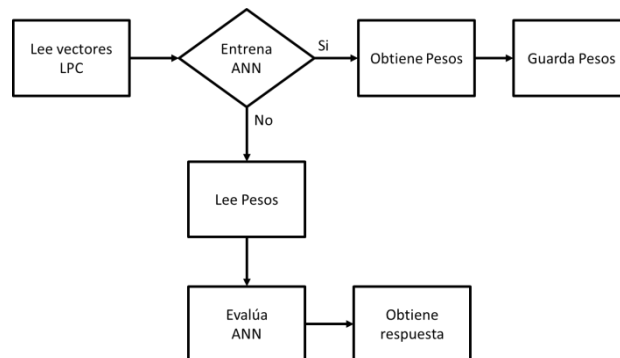 Lee vectores
LPC
Entrena
ANN
Si
Obtiene Pesos
Guarda Pesos
No
Lee Pesos
Evalúa
ANN
Obtiene
respuesta